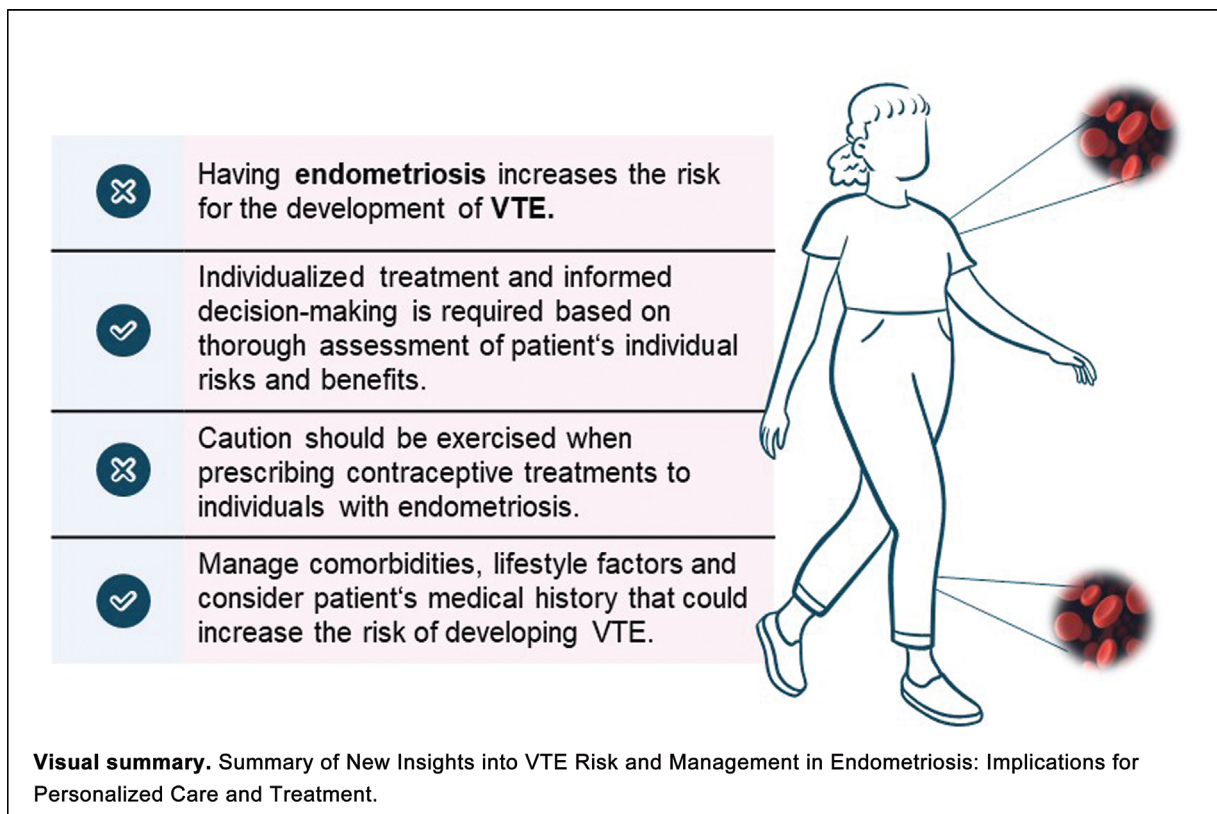 Having endometriosis increases the risk
for the development of VTE.
Individualized treatment and informed
decision-making is required based on
thorough assessment of patient‘s individual
risks and benefits.
Caution should be exercised when
prescribing contraceptive treatments to
individuals with endometriosis.
Manage comorbidities, lifestyle factors and
consider patient‘s medical history that could
increase the risk of developing VTE.
Visual summary. Summary of New Insights into VTE Risk and Management in Endometriosis: Implications for
Personalized Care and Treatment.